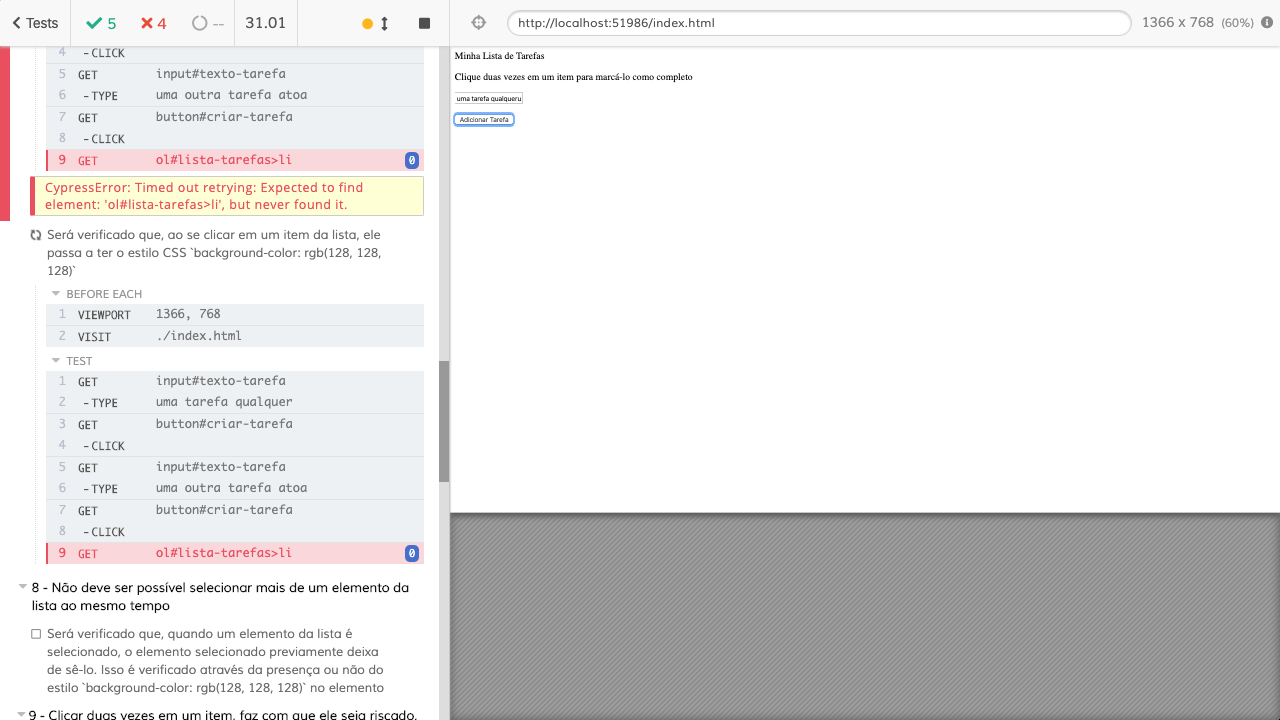 Tests
5
4
--
31.01
http://localhost:51986/index.html
1366 x 768 (60%)
4 -CLICK
5 GET input#texto-tarefa
6 -TYPE uma outra tarefa atoa
7 GET button#criar-tarefa
8 -CLICK
9 GET ol#lista-tarefas>li 0
CypressError: Timed out retrying: Expected to find
element: 'ol#lista-tarefas>li', but never found it.
Será verificado que, ao se clicar em um item da lista, ele
passa a ter o estilo CSS `background-color: rgb(128, 128,
128)`
BEFORE EACH
1 VIEWPORT 1366, 768
2 VISIT ./index.html
TEST
1 GET input#texto-tarefa
2 -TYPE uma tarefa qualquer
3 GET button#criar-tarefa
4 -CLICK
5 GET input#texto-tarefa
6 -TYPE uma outra tarefa atoa
7 GET button#criar-tarefa
8 -CLICK
9 GET ol#lista-tarefas>li 0
8 - Não deve ser possível selecionar mais de um elemento da
lista ao mesmo tempo
Será verificado que, quando um elemento da lista é
selecionado, o elemento selecionado previamente deixa
de sê-lo. Isso é verificado através da presença ou não do
estilo `background-color: rgb(128, 128, 128)` no elemento
9 - Clicar duas vezes em um item, faz com que ele seja riscado,
Minha Lista de Tarefas
Clique duas vezes em um item para marcá-lo como completo
uma tarefa qualqueru
Adicionar Tarefa